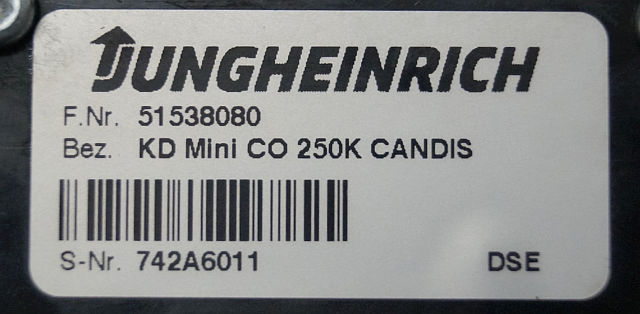 JUNGHEINRICH
F.Nr. 51538080
Bez. KD Mini CO 250K CANDIS
S-Nr. 742A6011 DSE